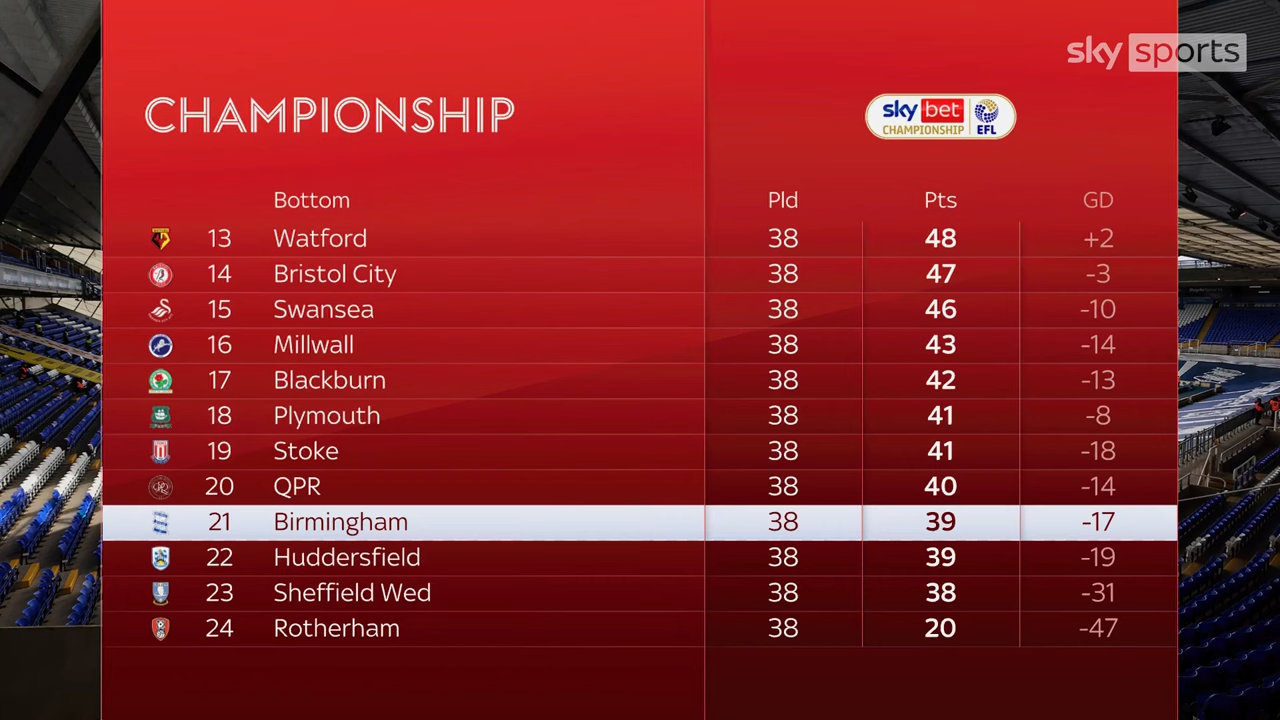 sky sports
CHAMPIONSHIP
sky bet
CHAMPIONSHIP EFL
Bottom Pld Pts GD
13 Watford 38 48 +2
14 Bristol City 38 47 -3
15 Swansea 38 46 -10
16 Millwall 38 43 -14
17 Blackburn 38 42 -13
18 Plymouth 38 41 -8
19 Stoke 38 41 -18
20 QPR 38 40 -14
21 Birmingham 38 39 -17
22 Huddersfield 38 39 -19
23 Sheffield Wed 38 38 -31
24 Rotherham 38 20 -47